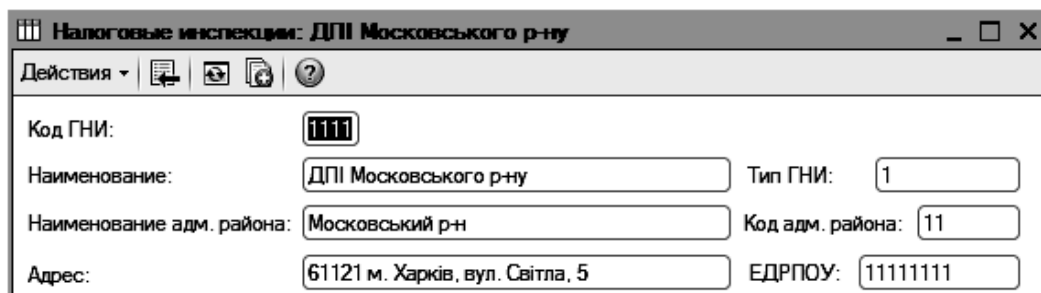 Налоговые инспекции: ДПІ Московського р-ну
Действия
Код ГНИ: 1111
Наименование: ДПІ Московського р-ну Тип ГНИ: 1
Наименование адм. района: Московський р-н Код адм. района: 11
Адрес: 61121 м. Харків, вул. Світла, 5 ЕДРПОУ: 11111111